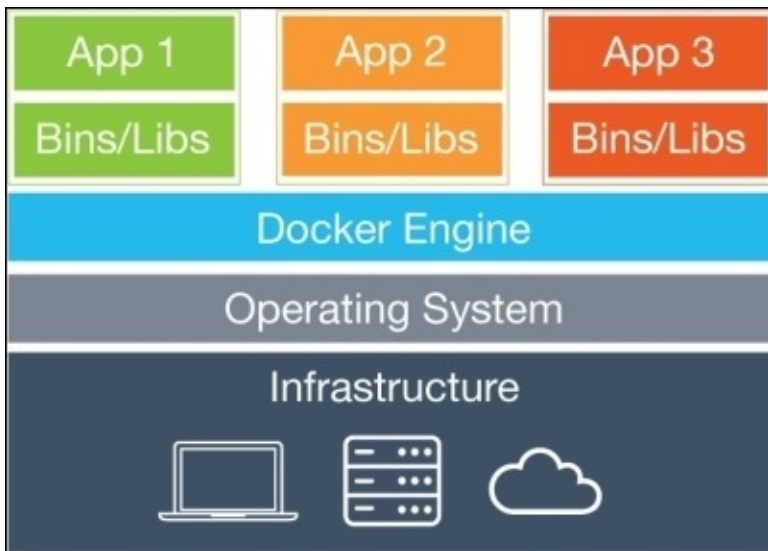 App 1
App 2
App 3
Bins/Libs
Bins/Libs
Bins/Libs
Docker Engine
Operating System
Infrastructure